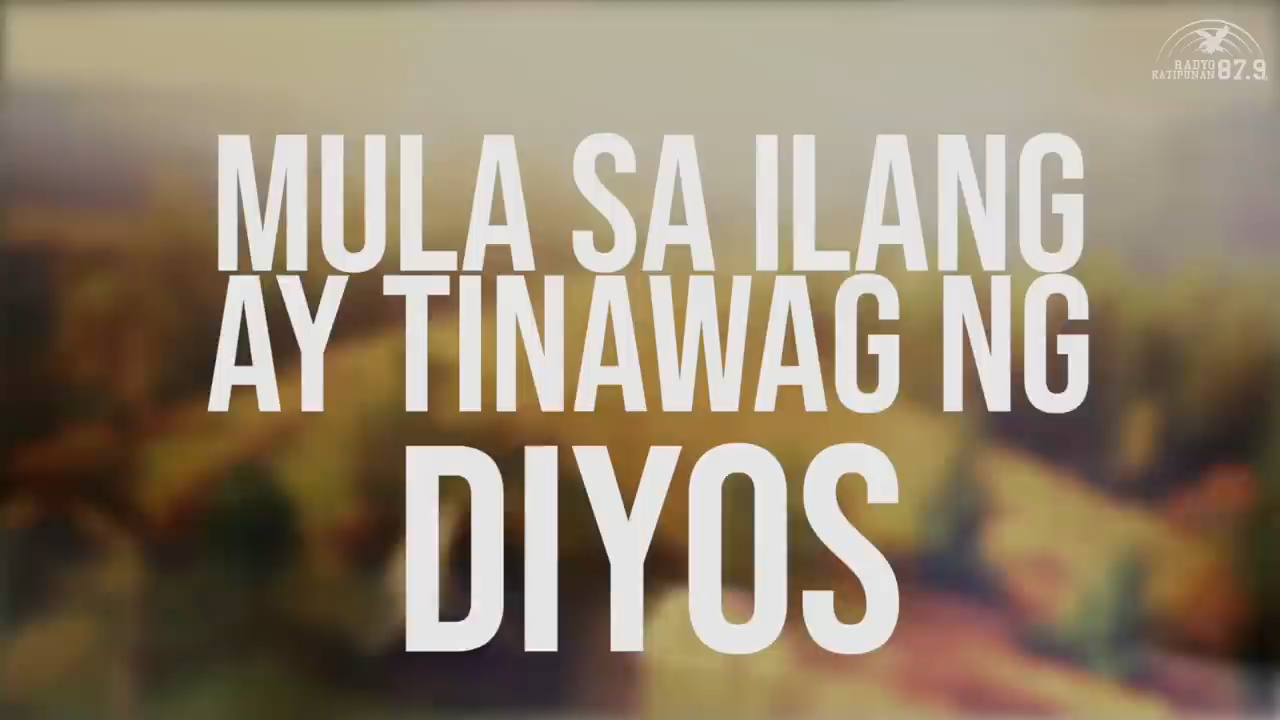 RADYO
KATIPUNAN 87.9
MULA SA ILANG
AY TINAWAG NG
DIYOS